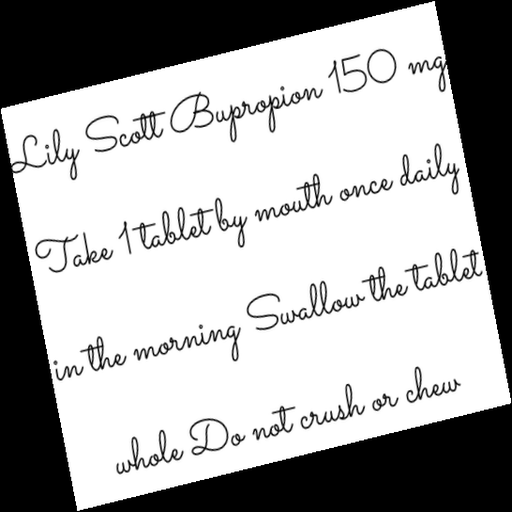 Lily Scott Bupropion 150 mg
Take 1 tablet by mouth once daily
in the morning Swallow the tablet
whole Do not crush or chew